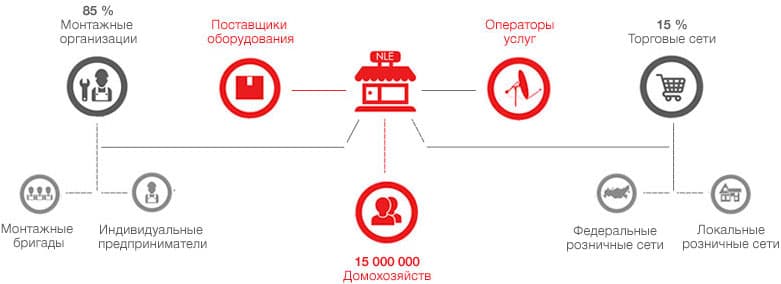 85 %
Монтажные
организации
Поставщики
оборудования
NLE
Операторы
услуг
15 %
Торговые сети
Монтажные
бригады
Индивидуальные
предприниматели
15 000 000
Домохозяйств
Федеральные
розничные сети
Локальные
розничные сети